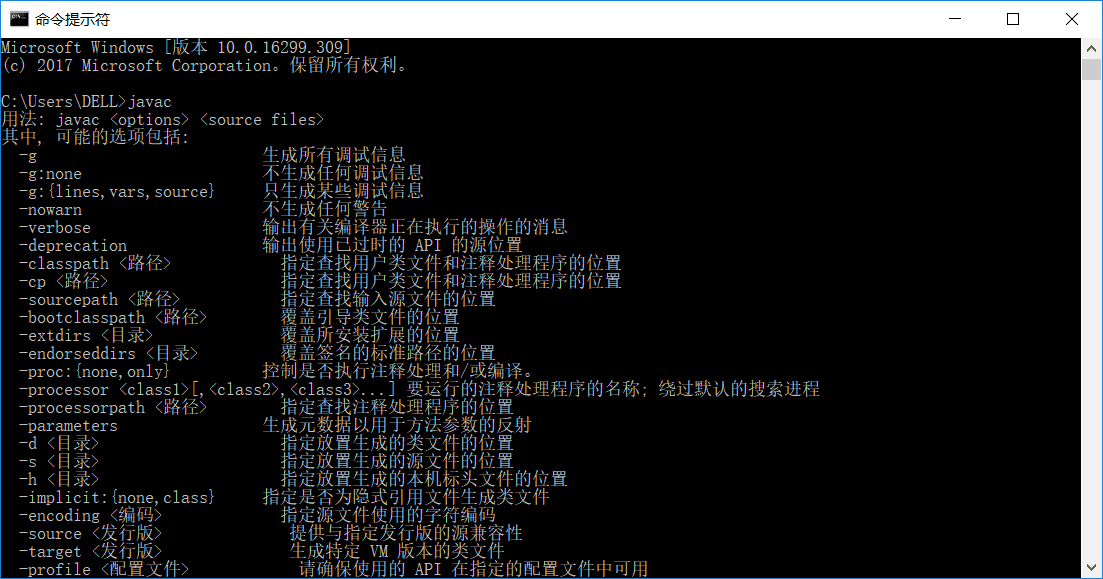 命令提示符
Microsoft Windows [版本 10.0.16299.309]
(c) 2017 Microsoft Corporation。保留所有权利。
C:\Users\DELL>javac
用法: javac <options> <source files>
其中, 可能的选项包括:
-g 生成所有调试信息
-g:none 不生成任何调试信息
-g:{lines,vars,source} 只生成某些调试信息
-nowarn 不生成任何警告
-verbose 输出有关编译器正在执行的操作的消息
-deprecation 输出使用已过时的 API 的源位置
-classpath <路径> 指定查找用户类文件和注释处理程序的位置
-cp <路径> 指定查找用户类文件和注释处理程序的位置
-sourcepath <路径> 指定查找输入源文件的位置
-bootclasspath <路径> 覆盖引导类文件的位置
-extdirs <目录> 覆盖所安装扩展的位置
-endorseddirs <目录> 覆盖签名的标准路径的位置
-proc:{none,only} 控制是否执行注释处理和/或编译。
-processor <class1>[,<class2>,<class3>...] 要运行的注释处理程序的名称; 绕过默认的搜索进程
-processorpath <路径> 指定查找注释处理程序的位置
-parameters 生成元数据以用于方法参数的反射
-d <目录> 指定放置生成的类文件的位置
-s <目录> 指定放置生成的源文件的位置
-h <目录> 指定放置生成的本机标头文件的位置
-implicit:{none,class} 指定是否为隐式引用文件生成类文件
-encoding <编码> 指定源文件使用的字符编码
-source <发行版> 提供与指定发行版的源兼容性
-target <发行版> 生成特定 VM 版本的类文件
-profile <配置文件> 请确保使用的 API 在指定的配置文件中可用